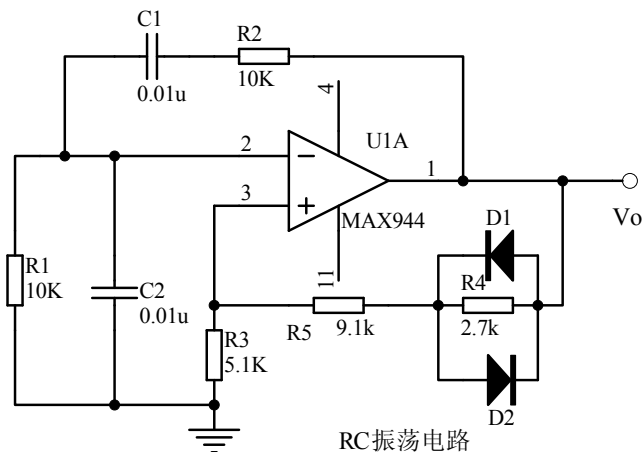 C1
R2
0.01u
10K
4
U1A
2
1
3
MAX944
Vo
D1
R1
10K
C2
0.01u
11
R4
R5
9.1k
2.7k
R3
5.1K
D2
RC振荡电路